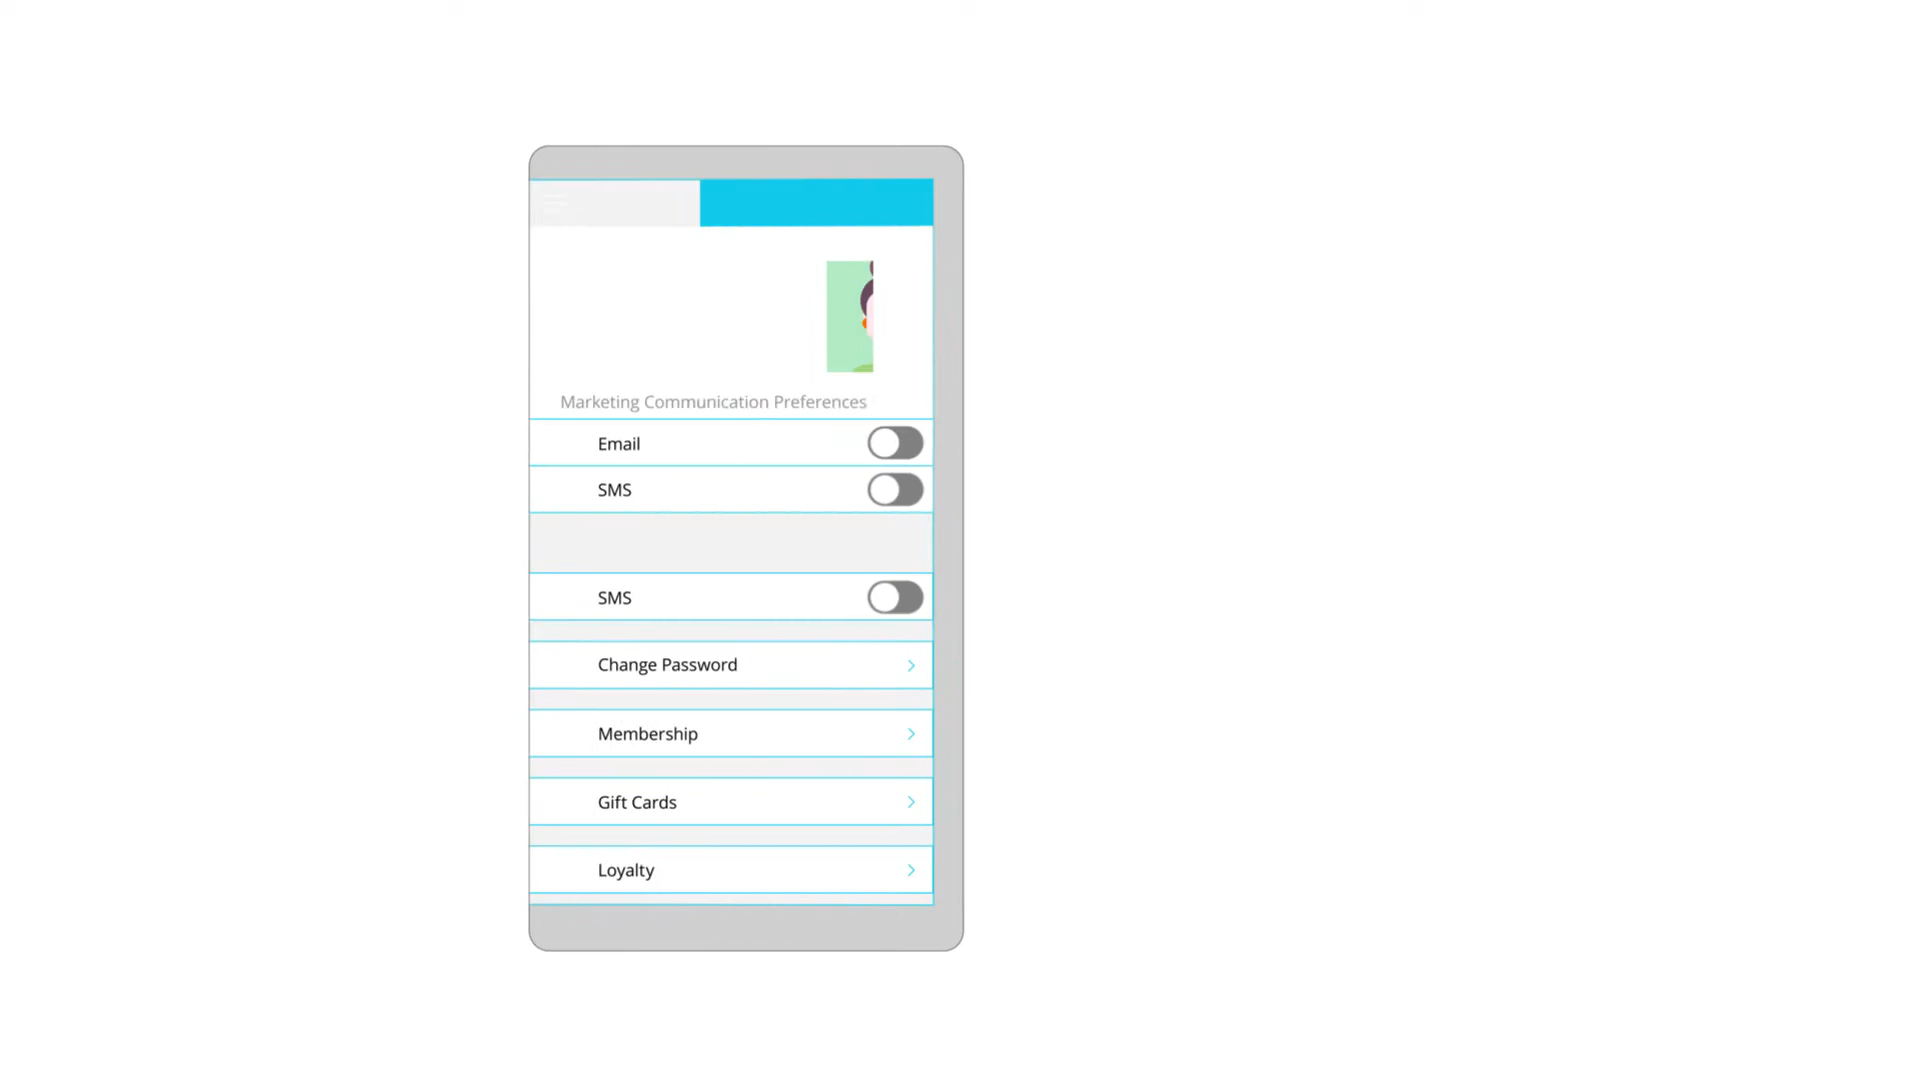 Marketing Communication Preferences
Email
SMS
SMS
Change Password
Membership
Gift Cards
Loyalty